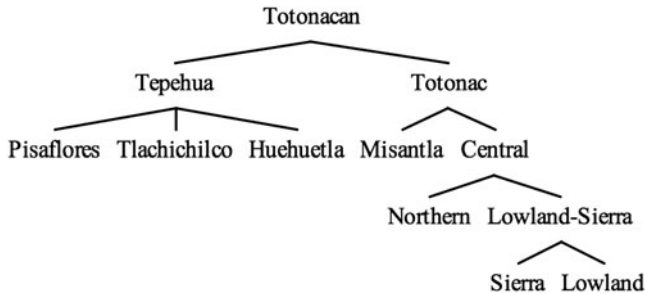 Totonacan
Tepehua Totonac
Pisaflores Tlachichilco Huehuetla Misantla Central
Northern Lowland-Sierra
Sierra Lowland